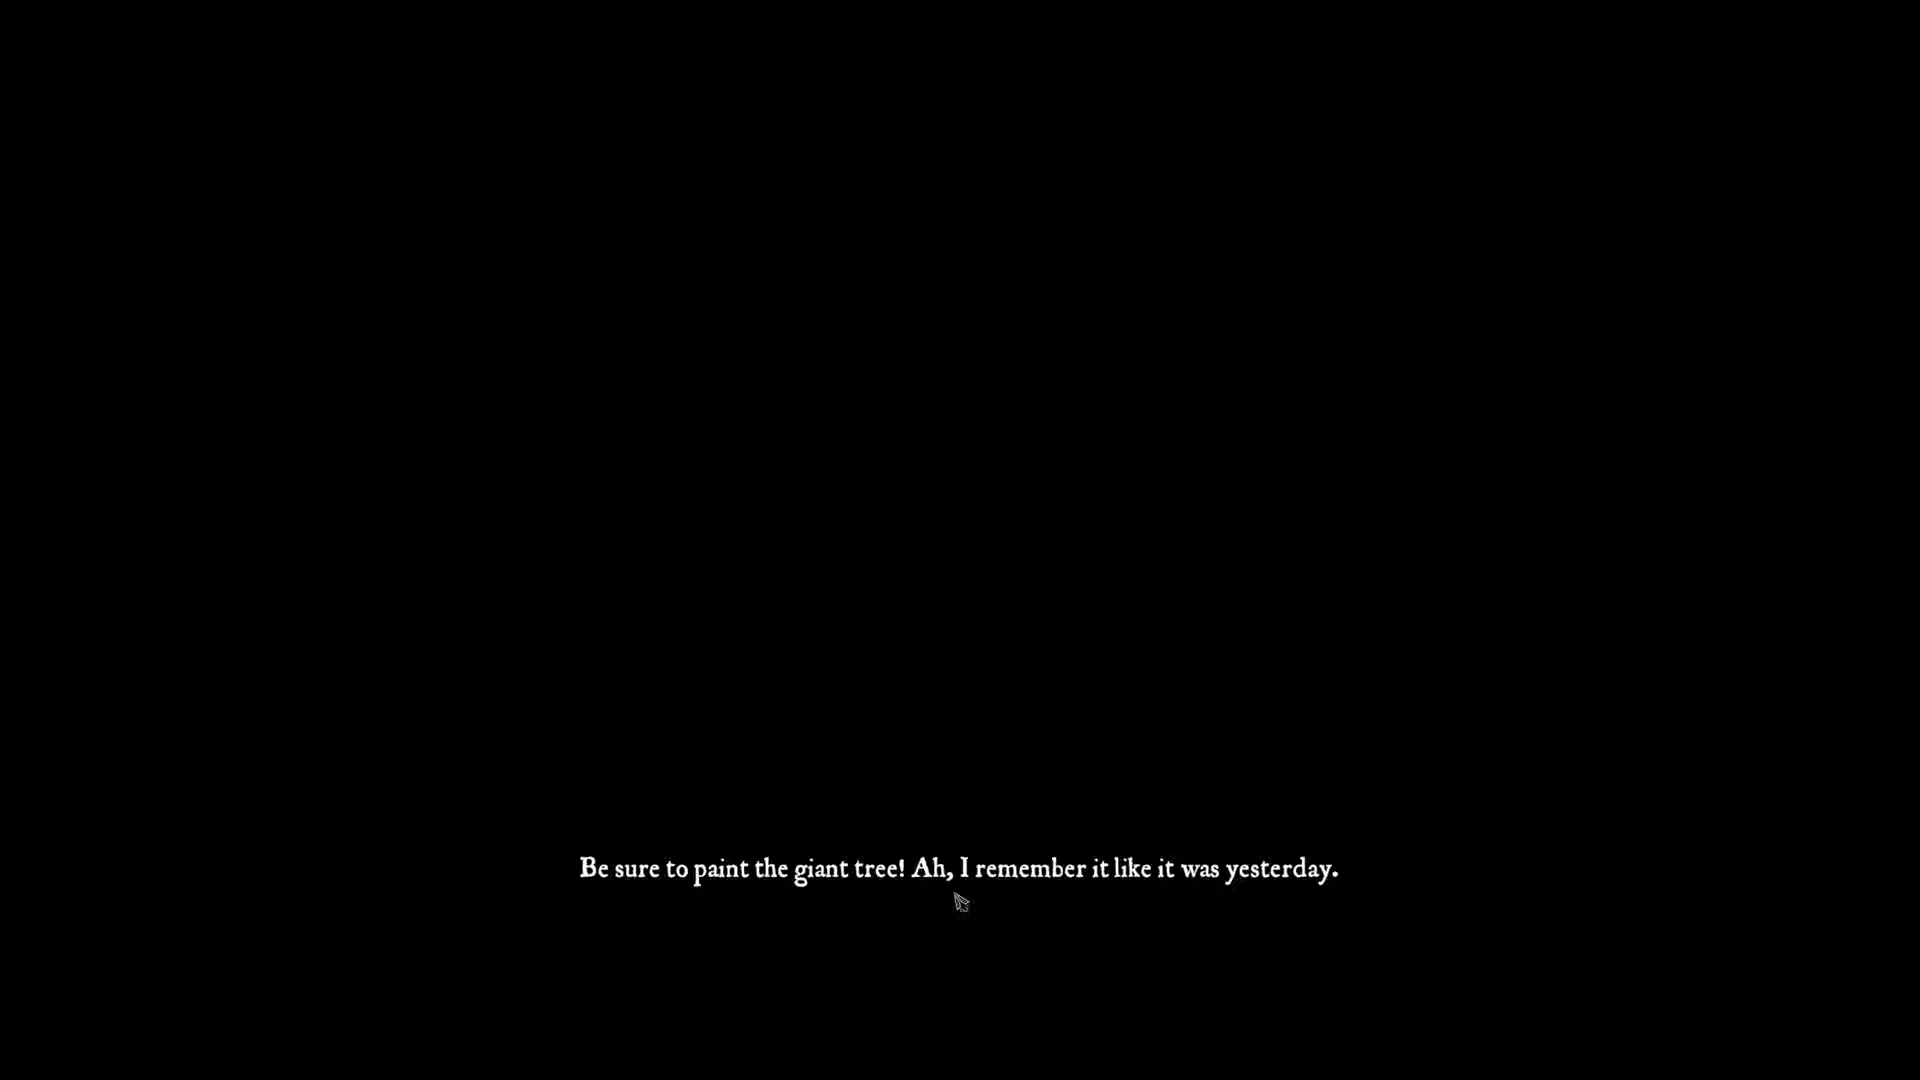 Be sure to paint the giant tree! Ah, I remember it like it was yesterday.